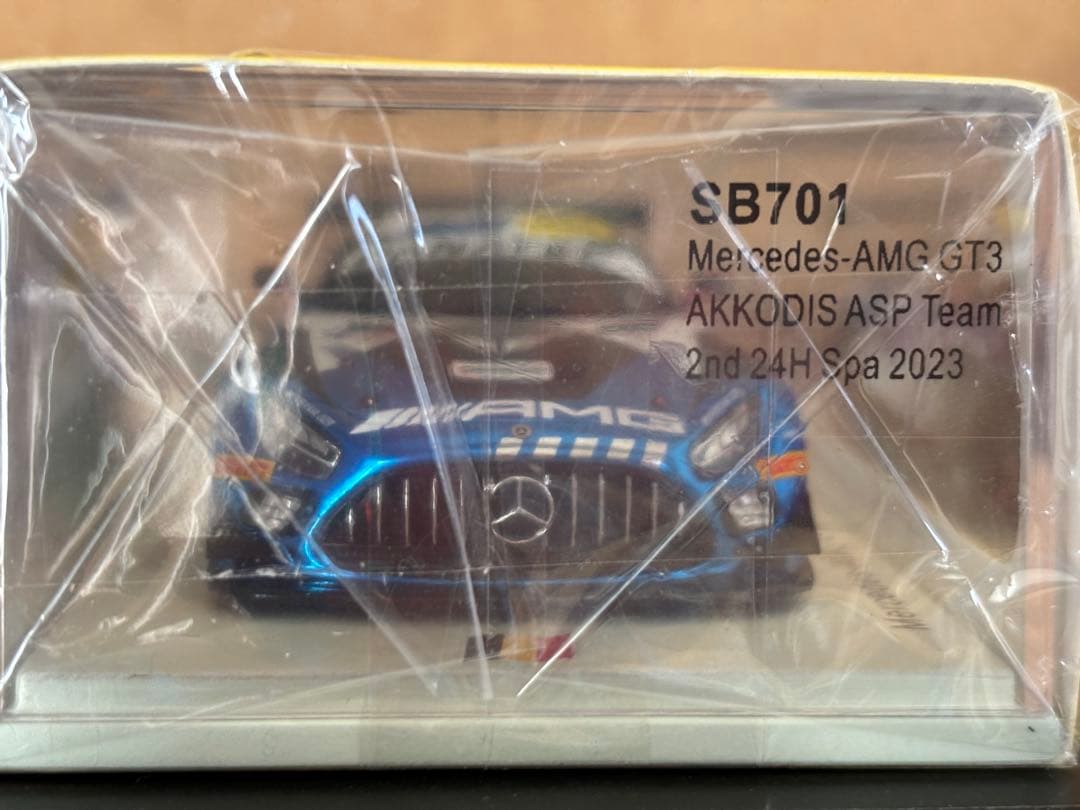 SB701
Mercedes-AMG GT3
AKKODIS ASP Team
2nd 24H Spa 2023
AMG